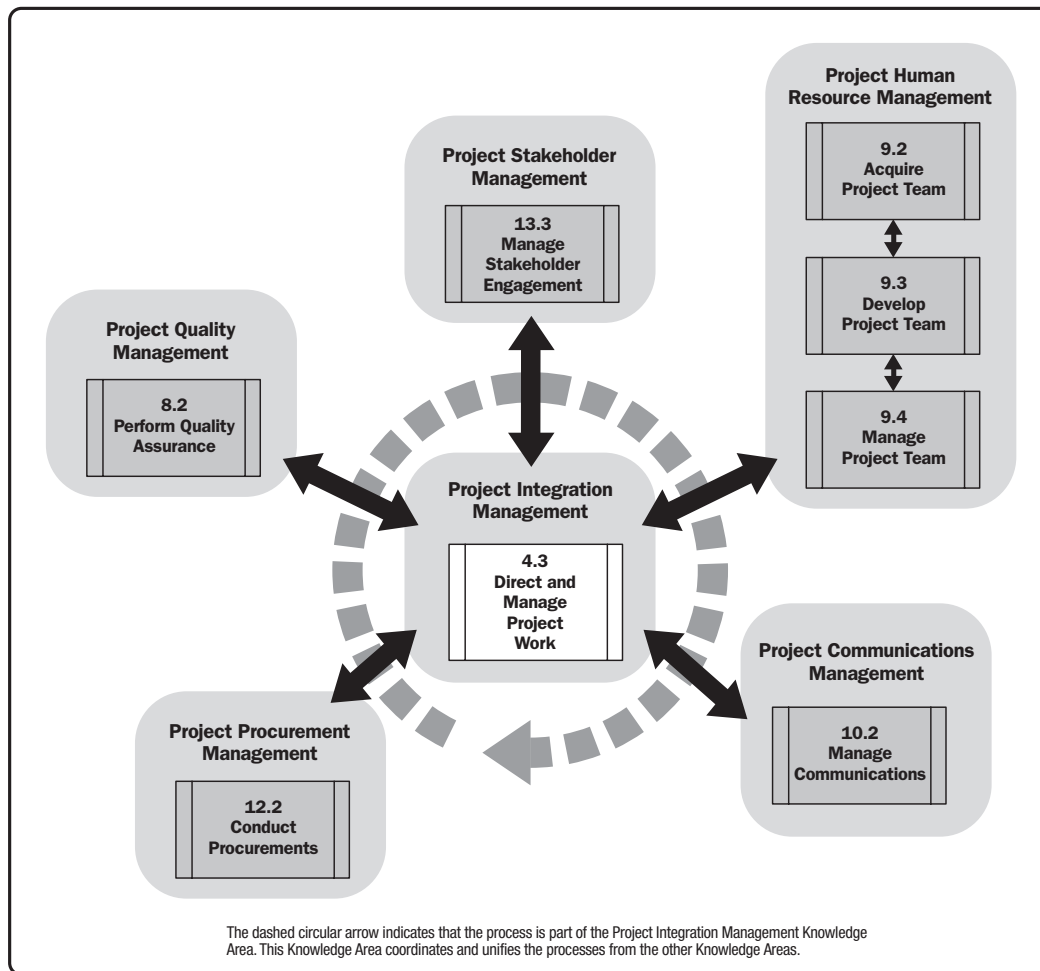 Project Human
Resource Management
9.2
Acquire
Project Team
9.3
Develop
Project Team
9.4
Manage
Project Team
Project Stakeholder
Management
13.3
Manage
Stakeholder
Engagement
Project Quality
Management
8.2
Perform Quality
Assurance
Project Integration
Management
4.3
Direct and
Manage
Project
Work
Project Communications
Management
10.2
Manage
Communications
Project Procurement
Management
12.2
Conduct
Procurements
The dashed circular arrow indicates that the process is part of the Project Integration Management Knowledge
Area. This Knowledge Area coordinates and unifies the processes from the other Knowledge Areas.